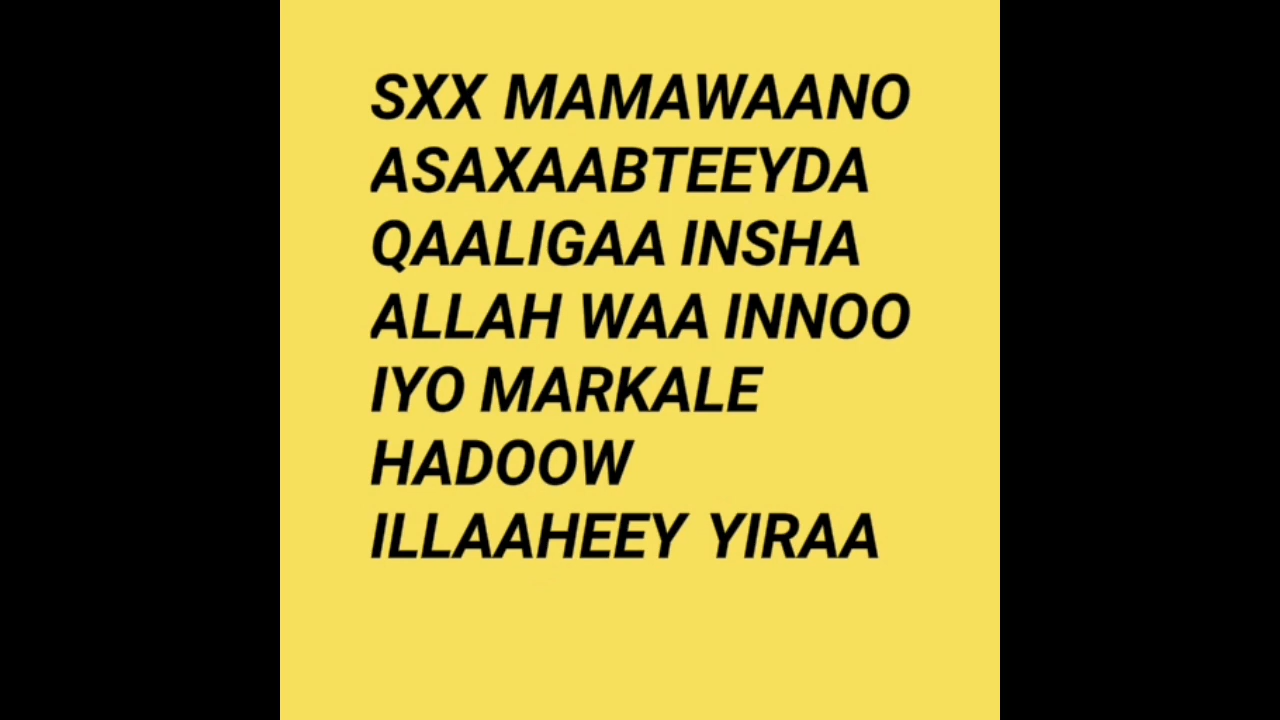 SXX MAMAWAANO
ASAXAABTEEYDA
QAALIGAA INSHA
ALLAH WAA INNOO
IYO MARKALE
HADOOW
ILLAAHEEY YIRAA